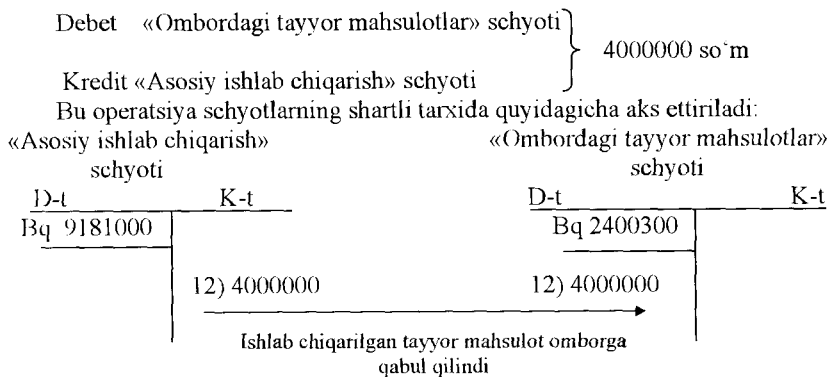 Debet «Ombordagi tayyor mahsulotlar» schyoti
4000000 so‘m
Kredit «Asosiy ishlab chiqarish» schyoti
Bu operatsiya schyotlarning shartli tarxida quyidagicha aks ettiriladi:
«Asosiy ishlab chiqarish» «Ombordagi tayyor mahsulotlar»
schyoti schyoti
D-t K-t D-t K-t
Bq 9181000 Bq 2400300
12) 4000000 12) 4000000
Ishlab chiqarilgan tayyor mahsulot omborga
qabul qilindi